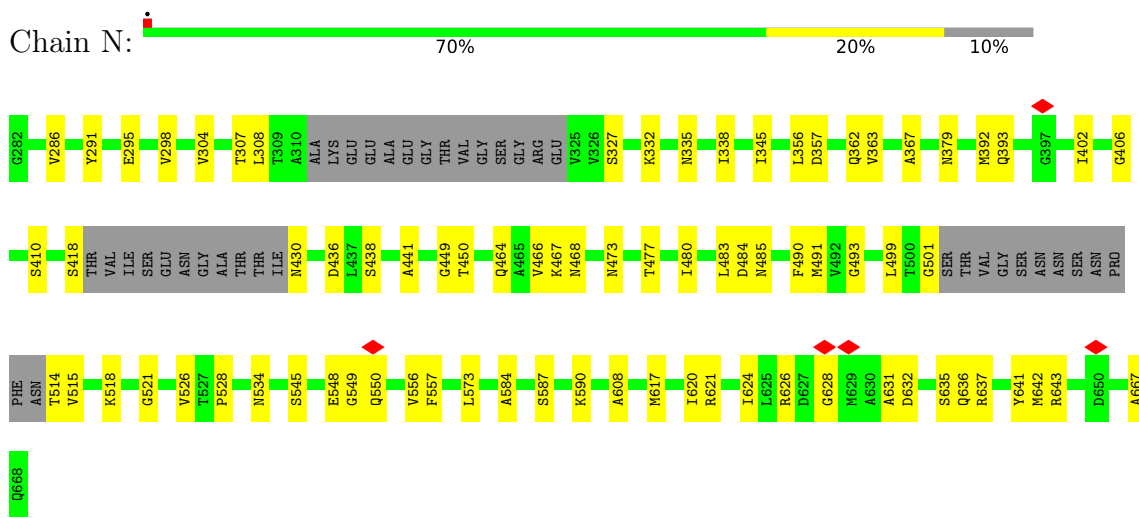 Chain N:
70% 20% 10%
G282 V286 Y291 E295 V298 V304 T307 L308 T309 A310 ALA LYS GLU GLU ALA GLU GLY THR VAL GLY SER GLY ARG GLU V325 V326 S327 K332 N335 I338 I345 L356 D357 Q362 V363 A367 N379 M392 Q393 G397 I402 G406
S410 S418 THR VAL ILE SER GLU ASN GLY ALA THR THR ILE N430 D436 L437 S438 A441 G449 T450 Q464 A465 V466 K467 N468 N473 T477 I480 L483 D484 N485 F490 M491 V492 G493 L499 T500 G501 SER THR VAL GLY SER ASN ASN SER ASN PRO
PHE ASN T514 V515 K518 G521 V526 T527 P528 N534 S545 E548 G549 Q550 V556 F557 L573 A584 S587 K590 A608 M617 I620 R621 I624 L625 R626 D627 G628 M629 A630 A631 D632 S635 Q636 R637 Y641 M642 R643 D650 A667
Q668